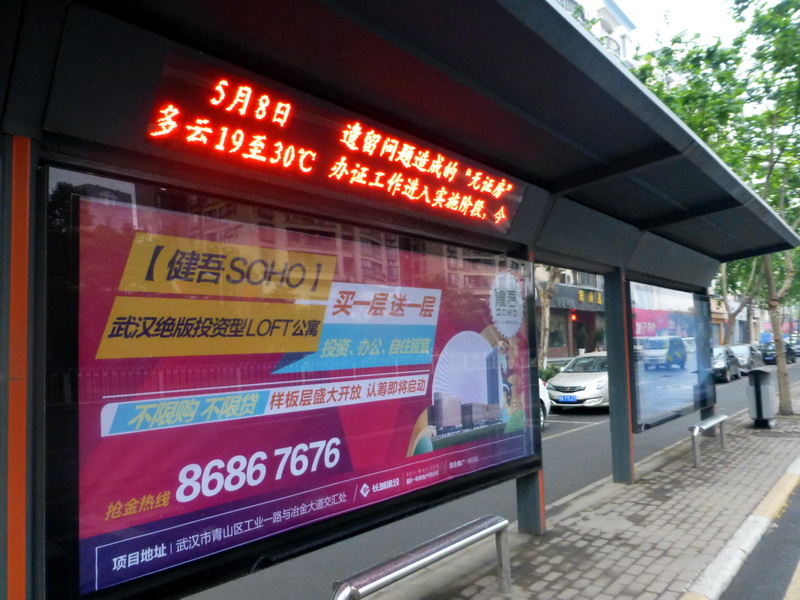 5月8日
多云19至30℃
遗留问题造成的“无证房”
办证工作进入实施阶段，今
【健吾SOHO】
武汉绝版投资型LOFT公寓
买一层送一层
投资、办公、自住皆宜
不限购 不限贷
样板层盛大开放 认筹即将启动
抢金热线 8686 7676
长城建设
项目地址｜武汉市青山区工业一路与冶金大道交汇处
健吾
SOHO